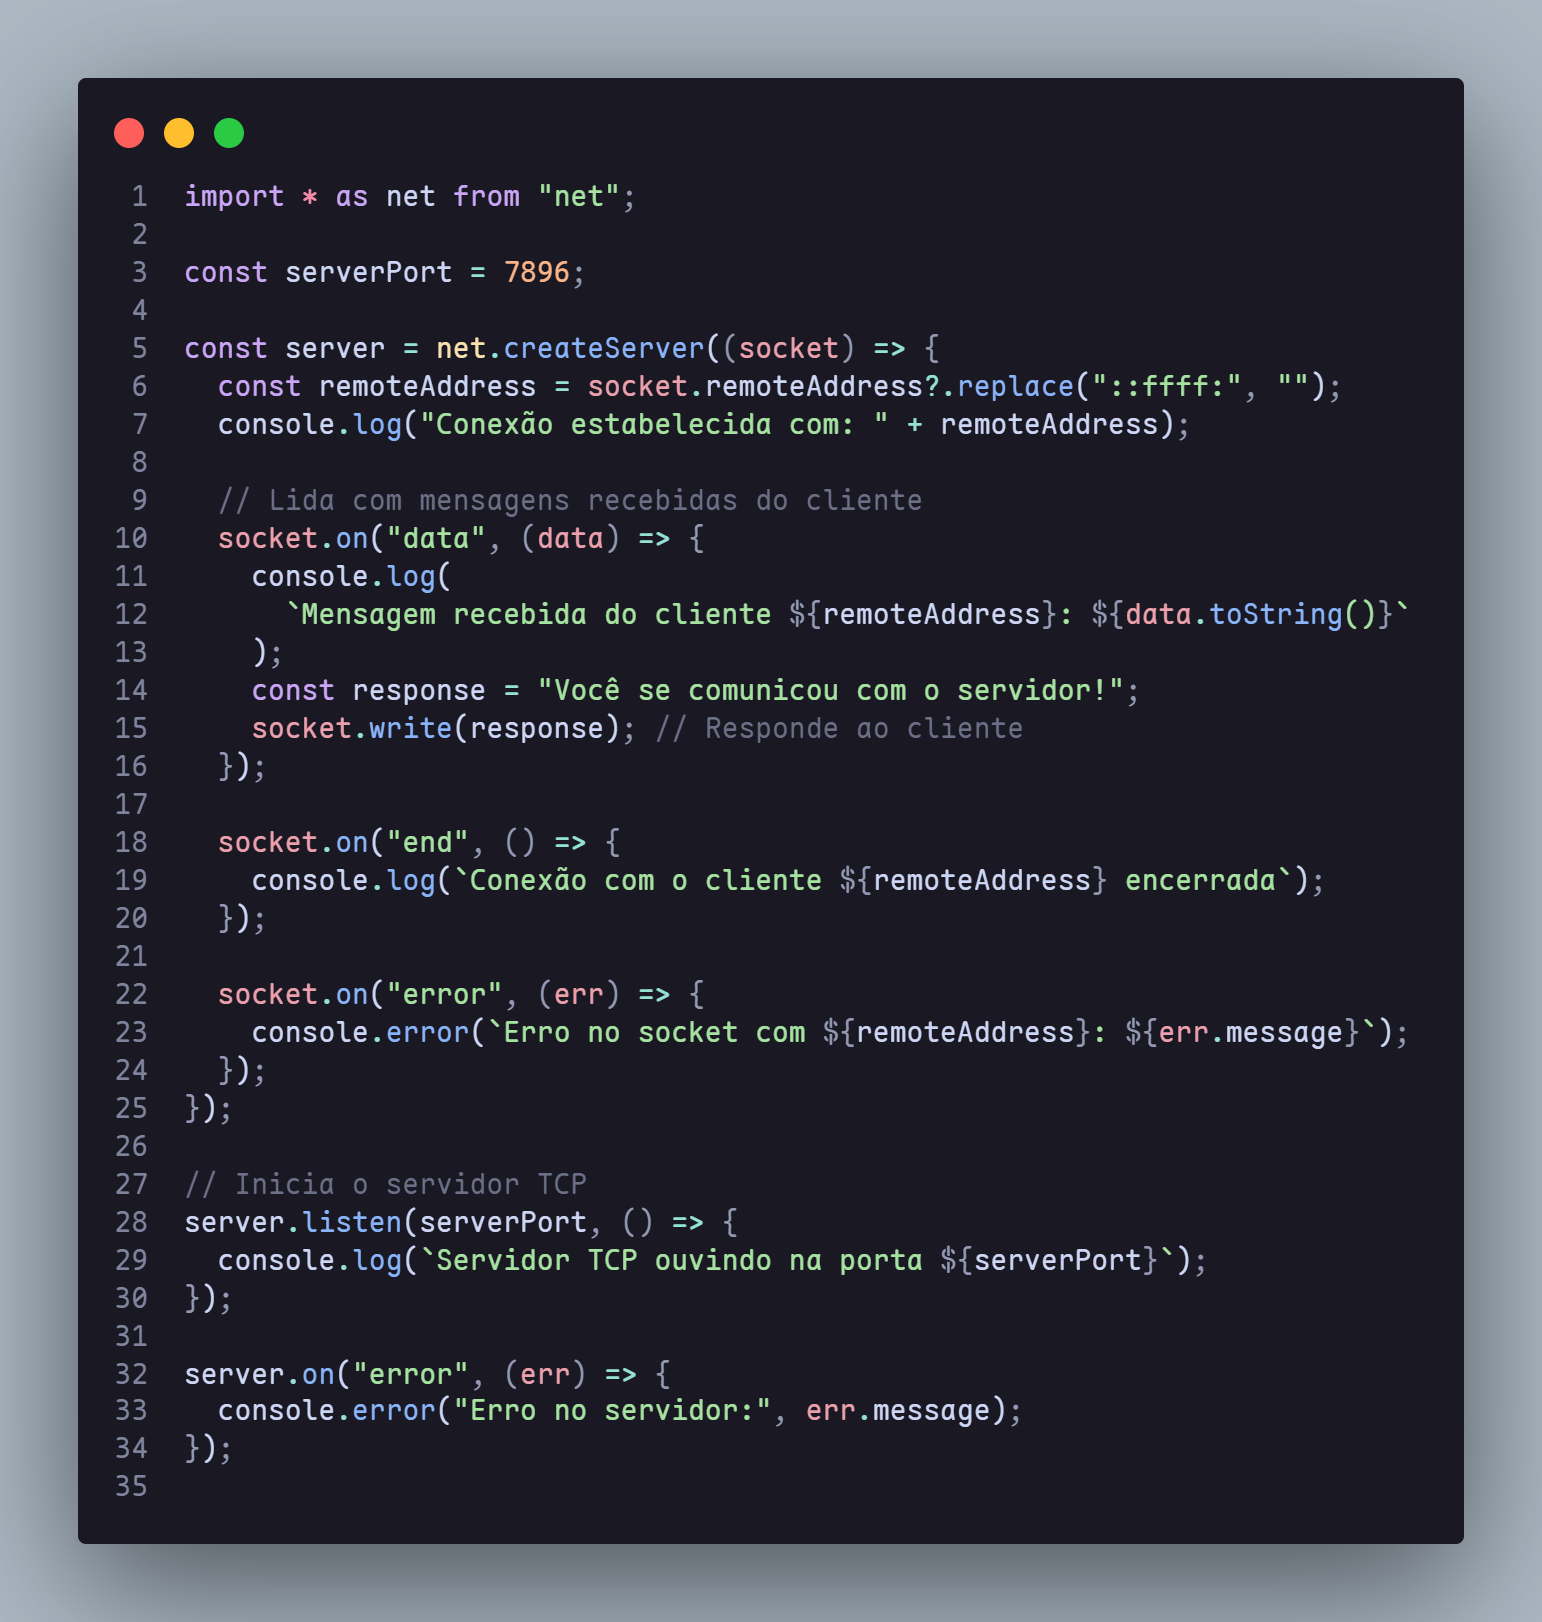 1 import * as net from "net";
2
3 const serverPort = 7896;
4
5 const server = net.createServer((socket) => {
6   const remoteAddress = socket.remoteAddress?.replace("::ffff:", "");
7   console.log("Conexão estabelecida com: " + remoteAddress);
8
9   // Lida com mensagens recebidas do cliente
10   socket.on("data", (data) => {
11     console.log(
12       `Mensagem recebida do cliente ${remoteAddress}: ${data.toString()}`
13     );
14     const response = "Você se comunicou com o servidor!";
15     socket.write(response); // Responde ao cliente
16   });
17
18   socket.on("end", () => {
19     console.log(`Conexão com o cliente ${remoteAddress} encerrada`);
20   });
21
22   socket.on("error", (err) => {
23     console.error(`Erro no socket com ${remoteAddress}: ${err.message}`);
24   });
25 });
26
27 // Inicia o servidor TCP
28 server.listen(serverPort, () => {
29   console.log(`Servidor TCP ouvindo na porta ${serverPort}`);
30 });
31
32 server.on("error", (err) => {
33   console.error("Erro no servidor:", err.message);
34 });
35